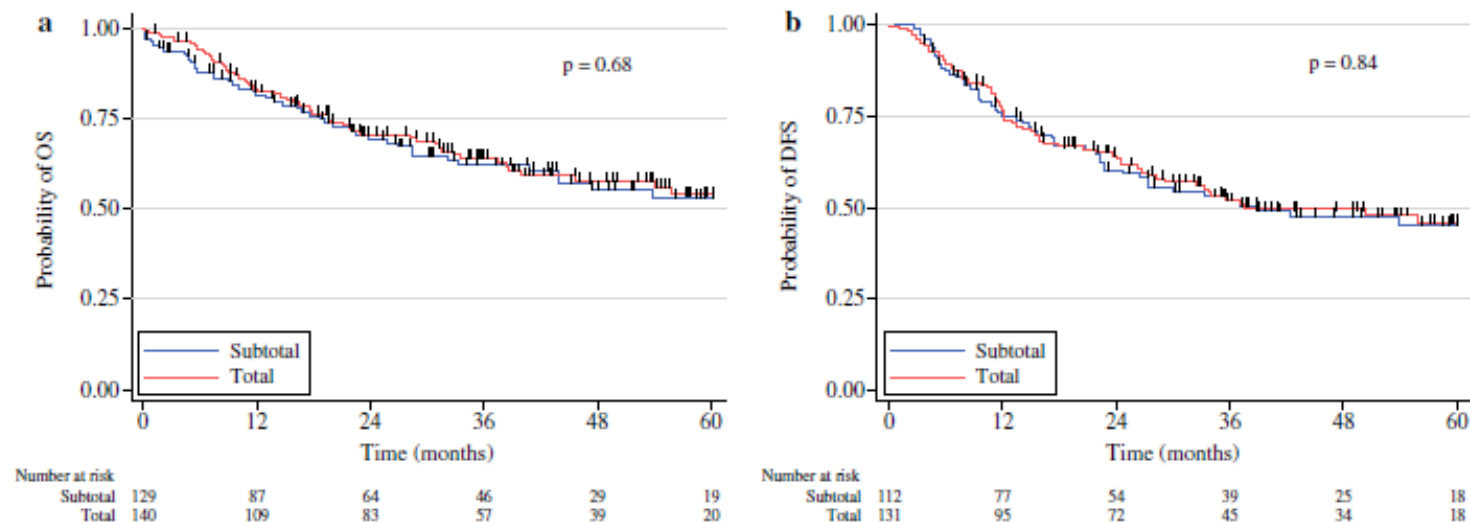 a
1.00
0.75
0.50
0.25
0.00
Probability of OS
p = 0.68
Subtotal
Total
0 12 24 36 48 60
Time (months)
Number at risk
Subtotal 129 87 64 46 29 19
Total 140 109 83 57 39 20
b
1.00
0.75
0.50
0.25
0.00
Probability of DFS
p = 0.84
Subtotal
Total
0 12 24 36 48 60
Time (months)
Number at risk
Subtotal 112 77 54 39 25 18
Total 131 95 72 45 34 18